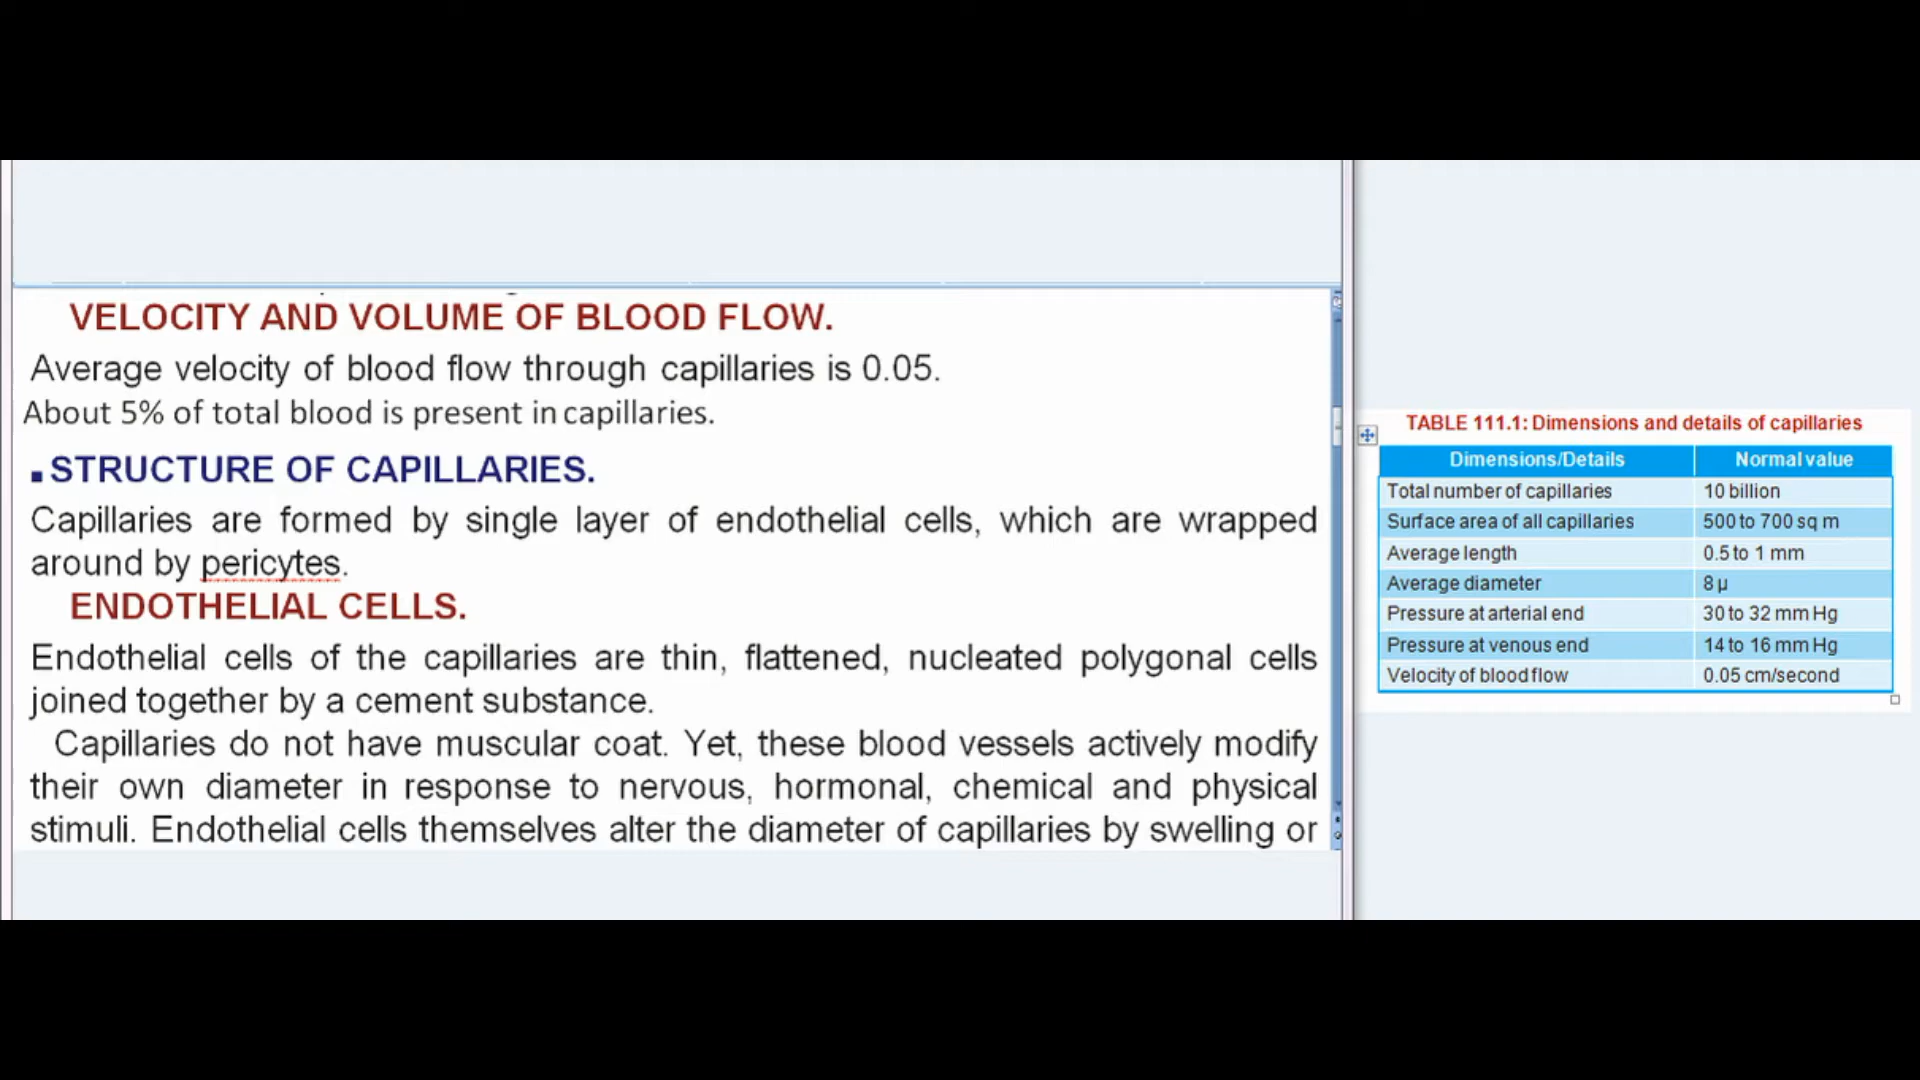 VELOCITY AND VOLUME OF BLOOD FLOW.
Average velocity of blood flow through capillaries is 0.05.
About 5% of total blood is present in capillaries.
▪STRUCTURE OF CAPILLARIES.
Capillaries are formed by single layer of endothelial cells, which are wrapped
around by pericytes.
ENDOTHELIAL CELLS.
Endothelial cells of the capillaries are thin, flattened, nucleated polygonal cells
joined together by a cement substance.
Capillaries do not have muscular coat. Yet, these blood vessels actively modify
their own diameter in response to nervous, hormonal, chemical and physical
stimuli. Endothelial cells themselves alter the diameter of capillaries by swelling or
TABLE 111.1: Dimensions and details of capillaries
Dimensions/Details Normal value
Total number of capillaries 10 billion
Surface area of all capillaries 500 to 700 sq m
Average length 0.5 to 1 mm
Average diameter 8 µ
Pressure at arterial end 30 to 32 mm Hg
Pressure at venous end 14 to 16 mm Hg
Velocity of blood flow 0.05 cm/second